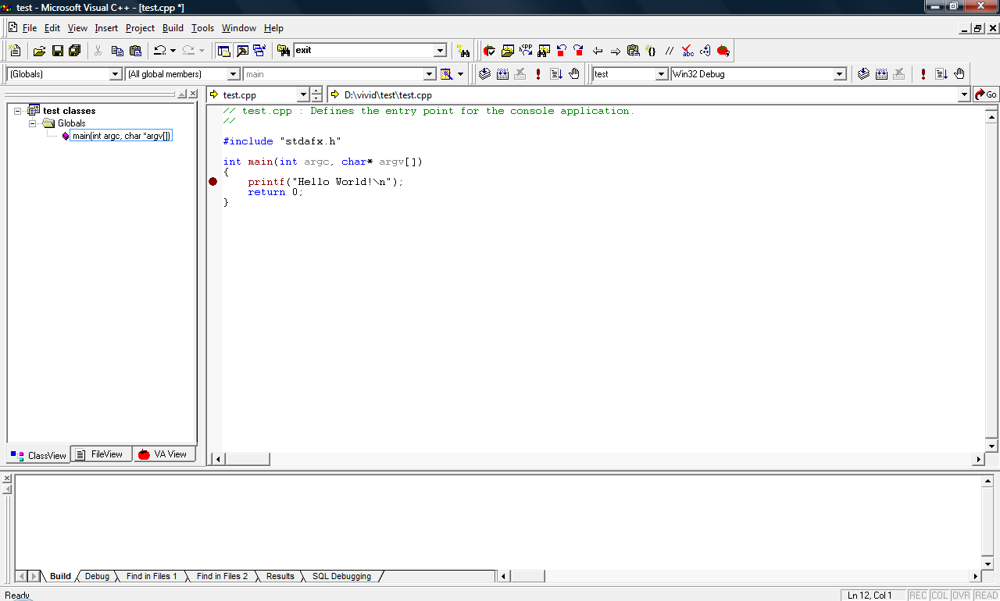 test - Microsoft Visual C++ - [test.cpp *]
File Edit View Insert Project Build Tools Window Help
exit
(Globals) (All global members) main test Win32 Debug
test.cpp D:\vivid\test\test.cpp Go
test classes
Globals
main(int argc, char *argv[])
// test.cpp : Defines the entry point for the console application.
//
#include "stdafx.h"
int main(int argc, char* argv[])
{
printf("Hello World!\n");
return 0;
}
ClassView FileView VA View
Build Debug Find in Files 1 Find in Files 2 Results SQL Debugging
Ready Ln 12, Col 1 REC COL OVR READ